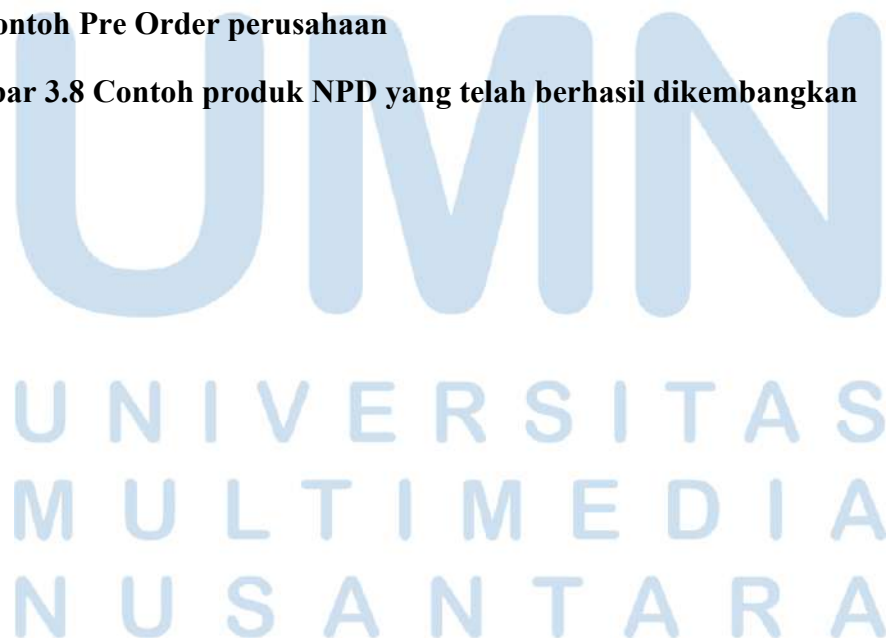 ontoh Pre Order perusahaan
bar 3.8 Contoh produk NPD yang telah berhasil dikembangkan
UMN
UNIVERSITAS
MULTIMEDIA
NUSANTARA